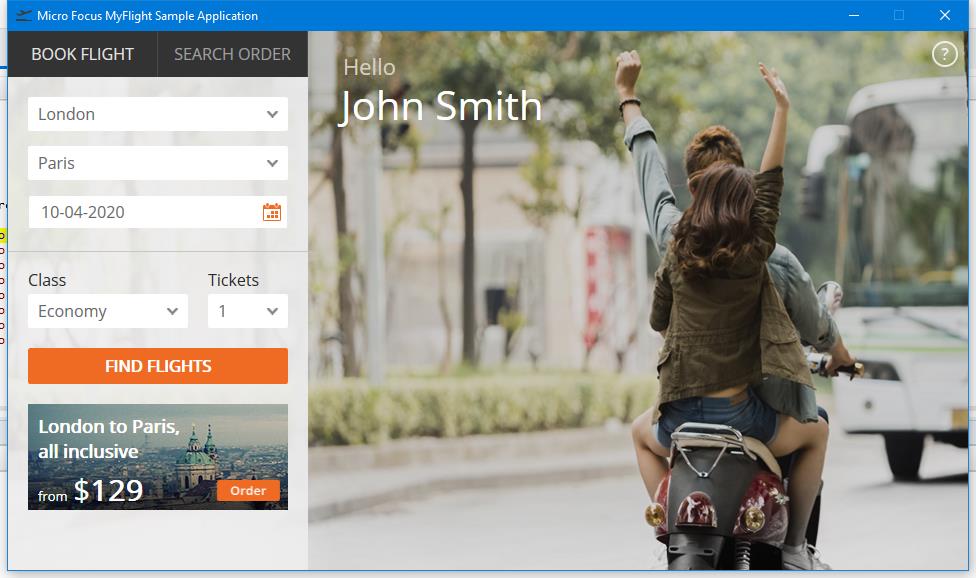 Micro Focus MyFlight Sample Application
BOOK FLIGHT
SEARCH ORDER
London
Paris
10-04-2020
Class
Tickets
Economy
1
FIND FLIGHTS
London to Paris,
all inclusive
from $129
Order
Hello
John Smith
?